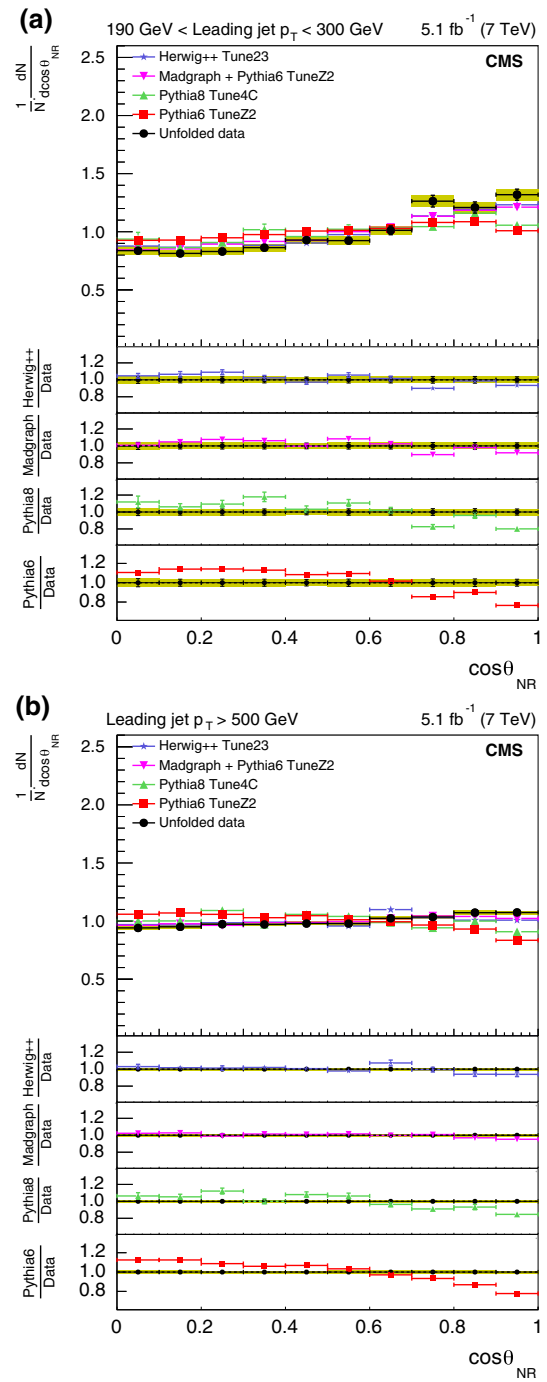 (a)
190 GeV < Leading jet p_T < 300 GeV 5.1 fb⁻¹ (7 TeV)
1/N · dN/dcosθ_NR
CMS
Herwig++ Tune23
Madgraph + Pythia6 TuneZ2
Pythia8 Tune4C
Pythia6 TuneZ2
Unfolded data
2.5
2.0
1.5
1.0
0.5
Herwig++/Data
1.2
1.0
0.8
Madgraph/Data
1.2
1.0
0.8
Pythia8/Data
1.2
1.0
0.8
Pythia6/Data
1.2
1.0
0.8
0 0.2 0.4 0.6 0.8 1
cosθ_NR
(b)
Leading jet p_T > 500 GeV 5.1 fb⁻¹ (7 TeV)
1/N · dN/dcosθ_NR
CMS
Herwig++ Tune23
Madgraph + Pythia6 TuneZ2
Pythia8 Tune4C
Pythia6 TuneZ2
Unfolded data
2.5
2.0
1.5
1.0
0.5
Herwig++/Data
1.2
1.0
0.8
Madgraph/Data
1.2
1.0
0.8
Pythia8/Data
1.2
1.0
0.8
Pythia6/Data
1.2
1.0
0.8
0 0.2 0.4 0.6 0.8 1
cosθ_NR